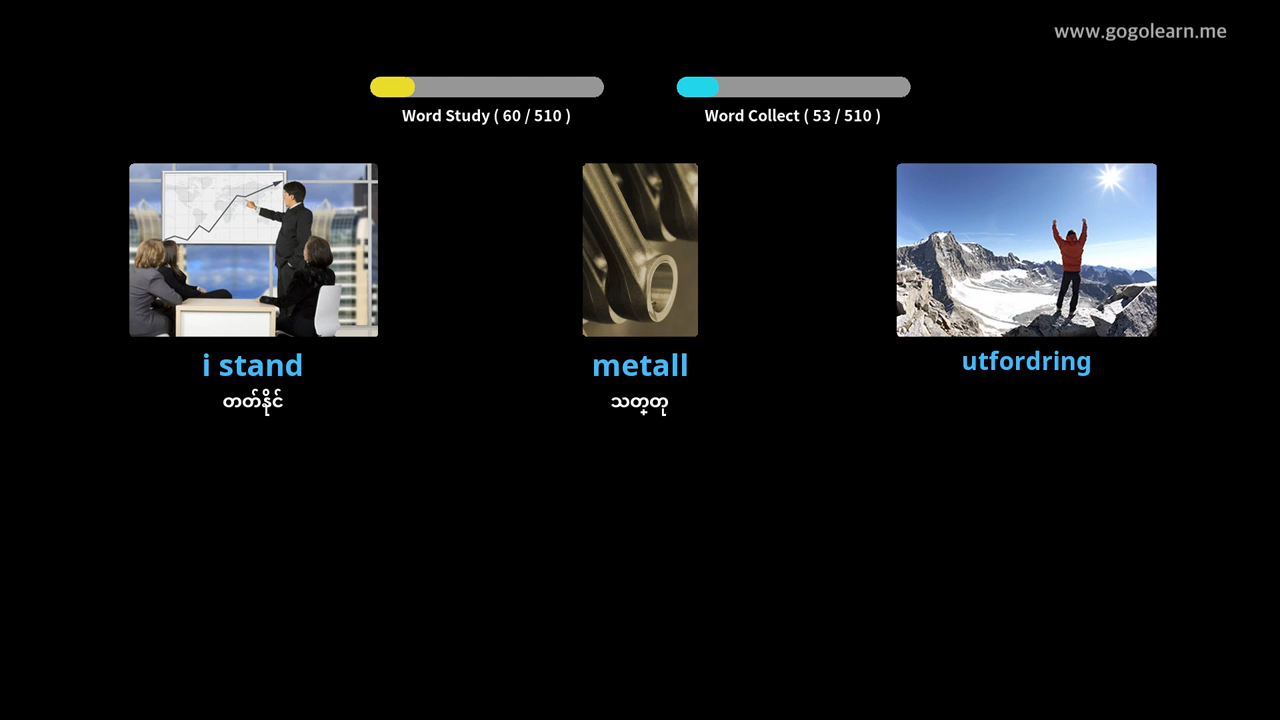 www.gogolearn.me
Word Study ( 60 / 510 )
Word Collect ( 53 / 510 )
i stand
တတ်နိုင်
metall
သတ္တု
utfordring